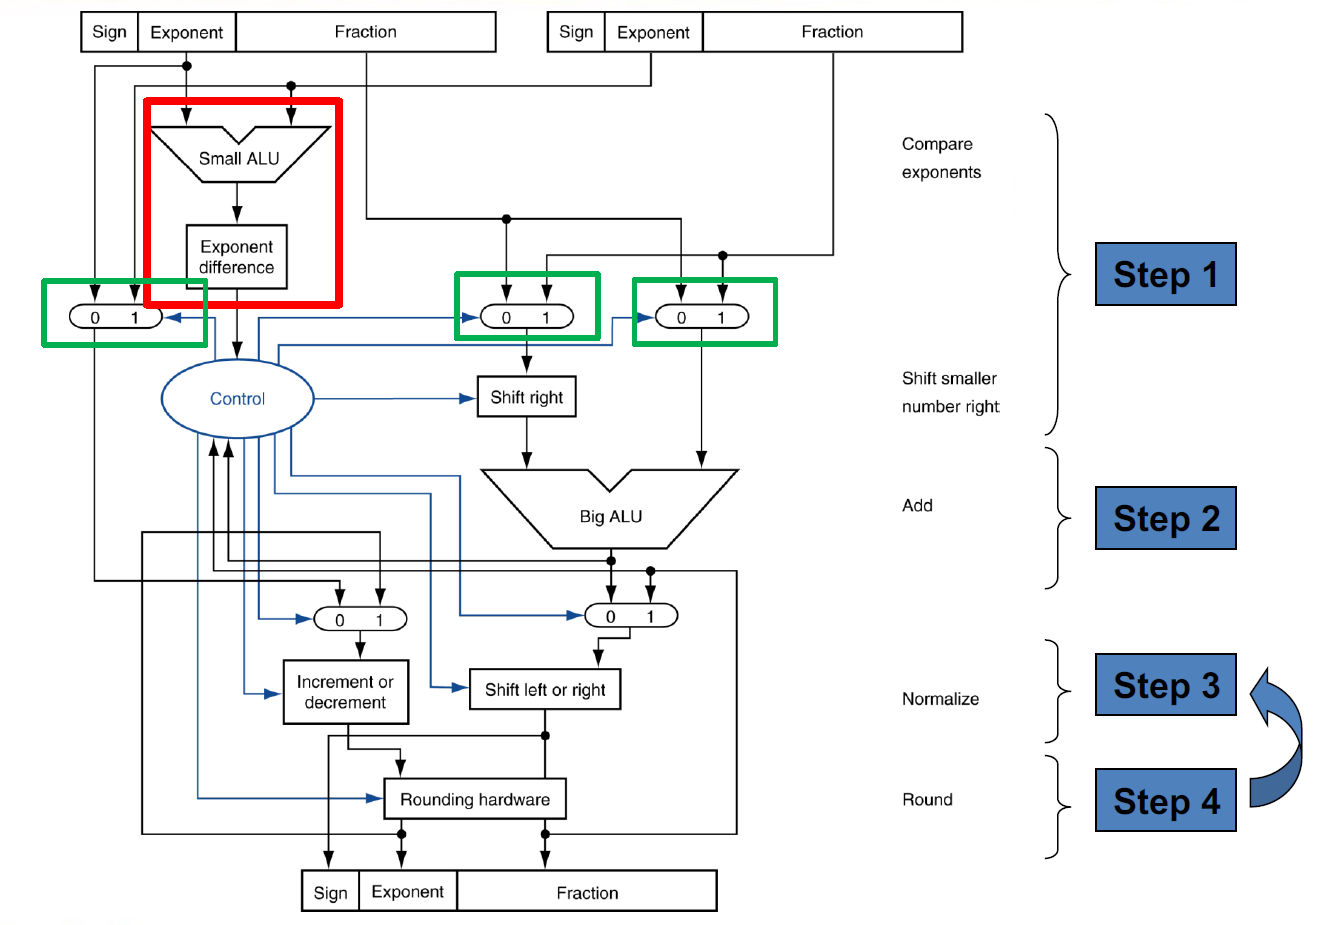 Sign Exponent Fraction
Sign Exponent Fraction
Small ALU
Compare
exponents
Exponent
difference
Step 1
0 1
0 1
0 1
Control
Shift right
Shift smaller
number right
Big ALU
Add
Step 2
0 1
0 1
Increment or
decrement
Shift left or right
Normalize
Step 3
Rounding hardware
Round
Step 4
Sign Exponent Fraction